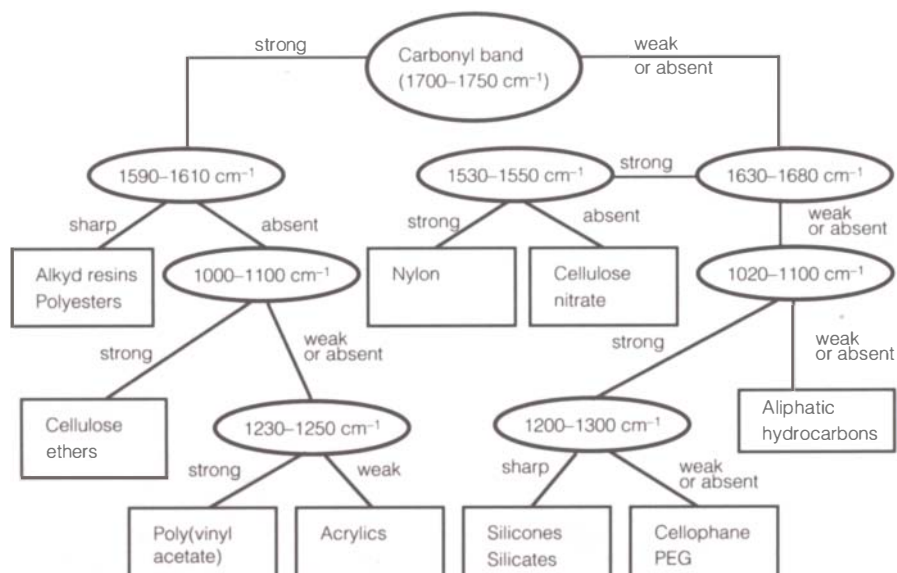 strong
Carbonyl band
(1700–1750 cm⁻¹)
weak
or absent
1590–1610 cm⁻¹
1530–1550 cm⁻¹
strong
1630–1680 cm⁻¹
sharp
absent
strong
absent
weak
or absent
Alkyd resins
Polyesters
1000–1100 cm⁻¹
Nylon
Cellulose
nitrate
1020–1100 cm⁻¹
strong
weak
or absent
strong
weak
or absent
Cellulose
ethers
1230–1250 cm⁻¹
1200–1300 cm⁻¹
Aliphatic
hydrocarbons
strong
weak
sharp
weak
or absent
Poly(vinyl
acetate)
Acrylics
Silicones
Silicates
Cellophane
PEG